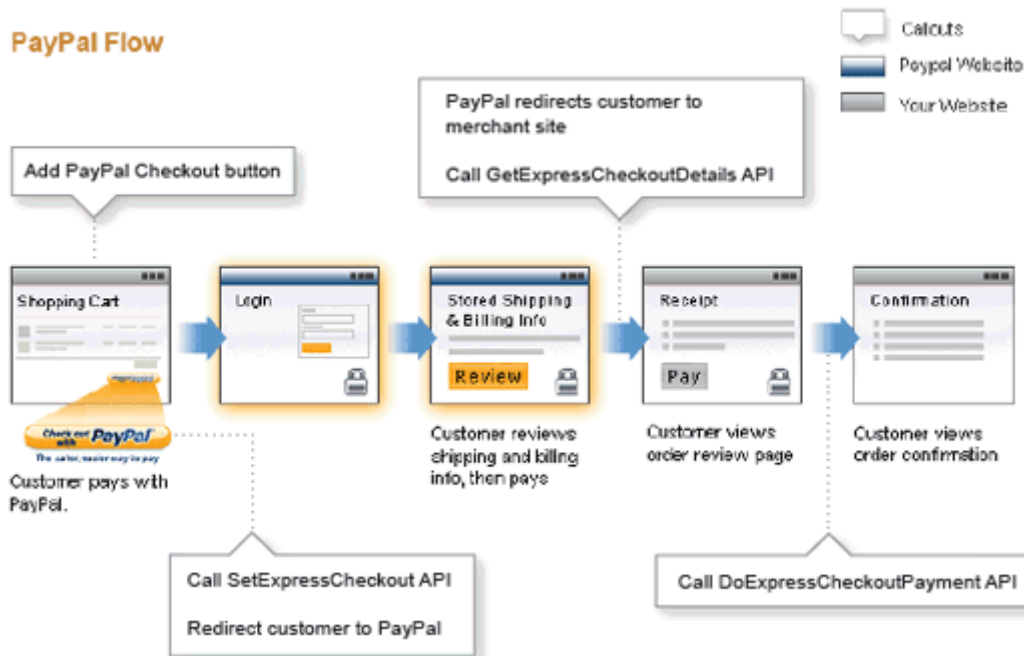 PayPal Flow
Calouts
Paypal Website
Your Website
PayPal redirects customer to
merchant site
Call GetExpressCheckoutDetails API
Add PayPal Checkout button
Shopping Cart
Login
Stored Shipping
& Billing Info
Review
Receipt
Pay
Confirmation
Check out
with PayPal
The safer, easier way to pay
Customer pays with
PayPal.
Customer reviews
shipping and billing
info, then pays
Customer views
order review page
Customer views
order confirmation
Call SetExpressCheckout API
Redirect customer to PayPal
Call DoExpressCheckoutPayment API